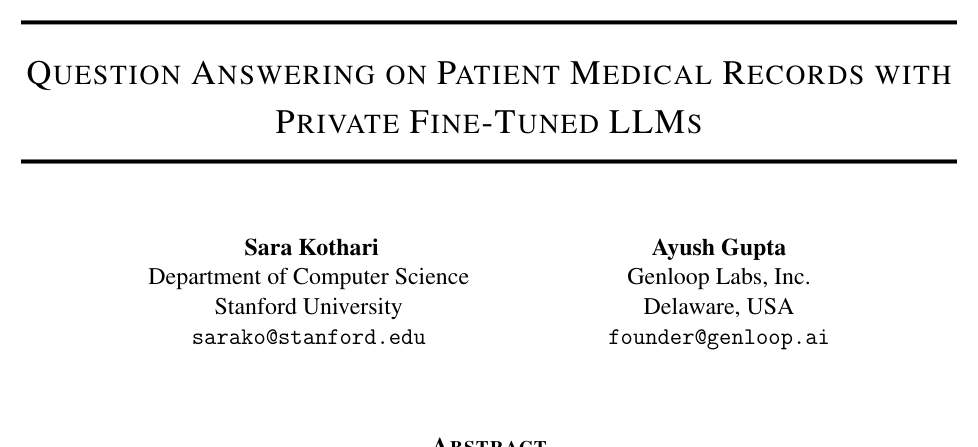 QUESTION ANSWERING ON PATIENT MEDICAL RECORDS WITH
PRIVATE FINE-TUNED LLMS
Sara Kothari
Department of Computer Science
Stanford University
sarako@stanford.edu
Ayush Gupta
Genloop Labs, Inc.
Delaware, USA
founder@genloop.ai
ABSTRACT